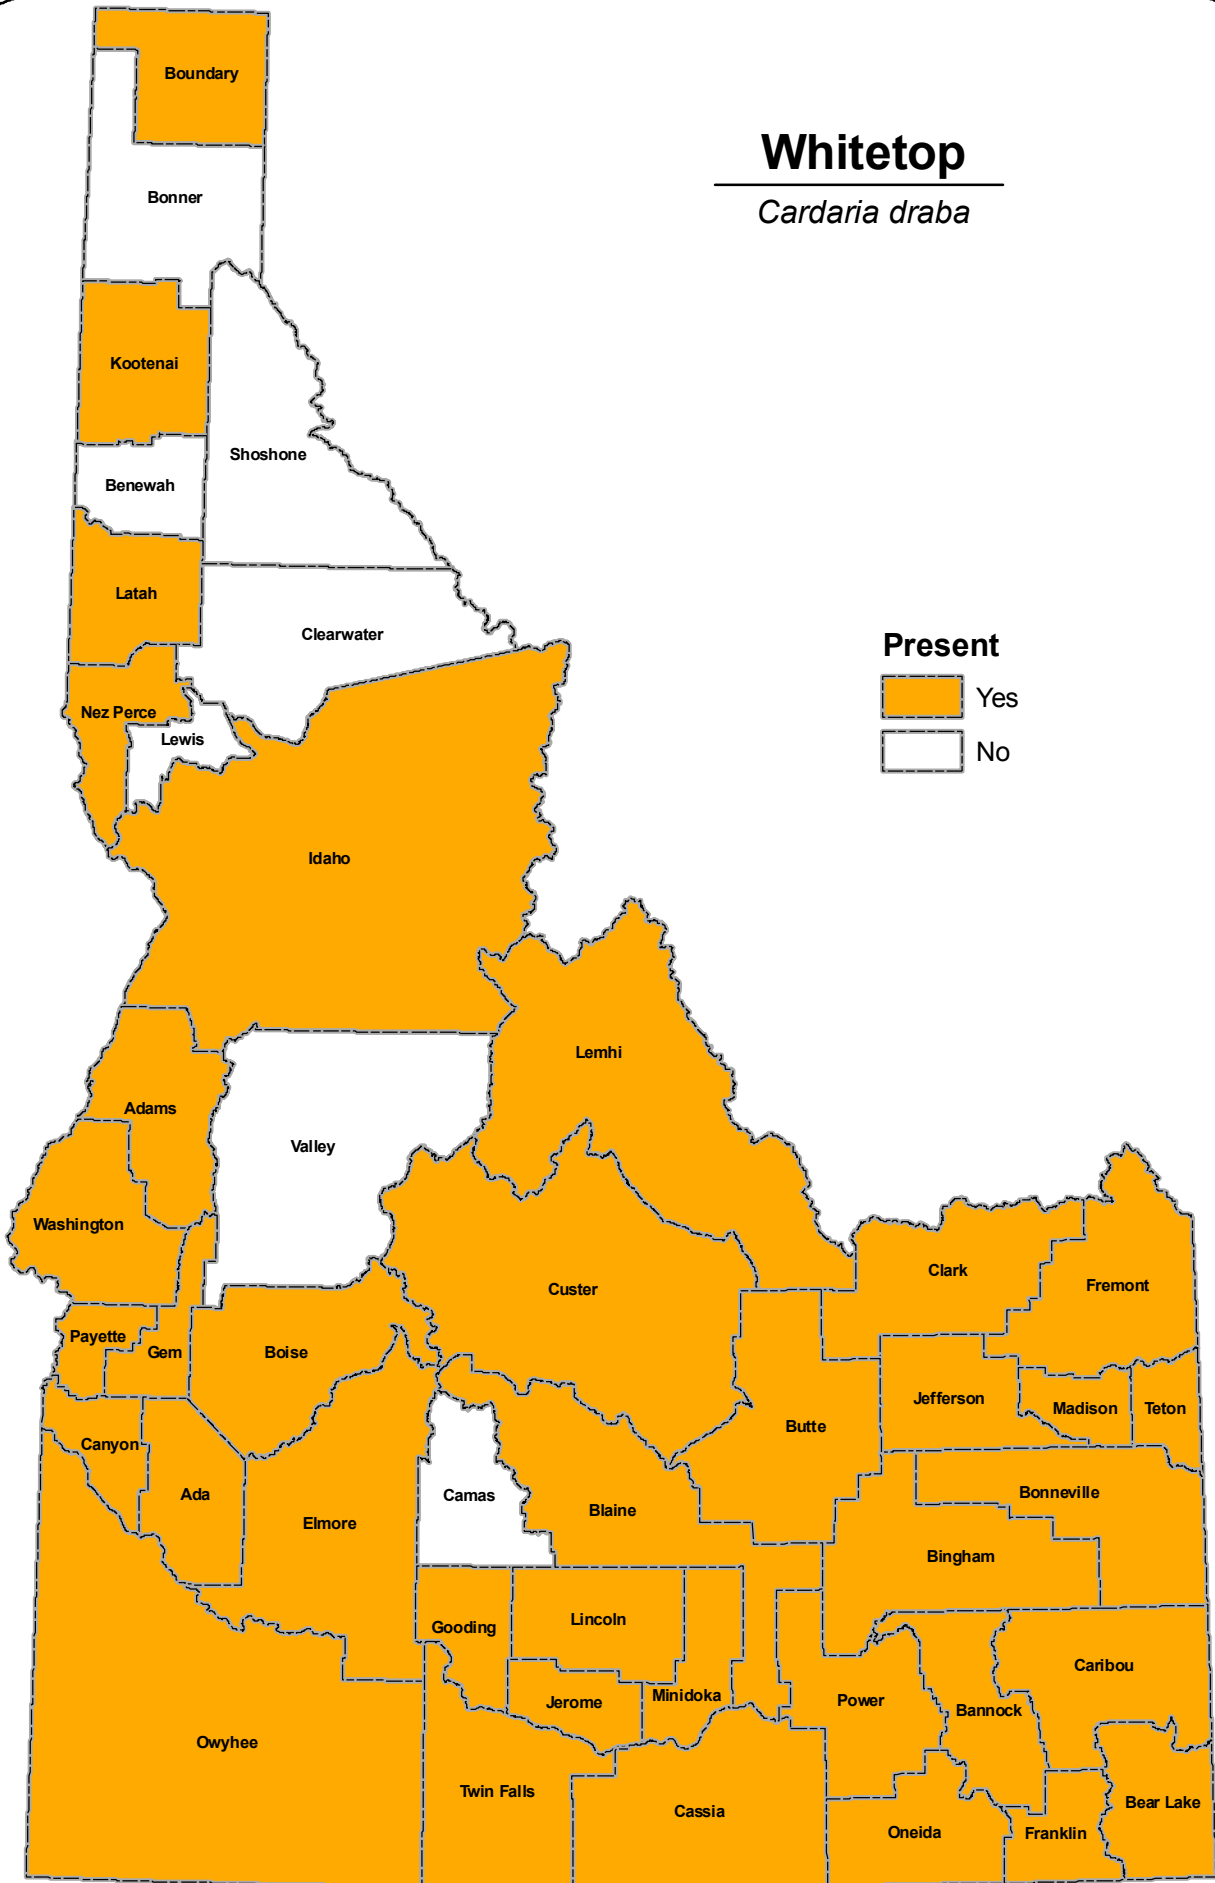 Boundary
Whitetop
Cardaria draba
Bonner
Kootenai
Shoshone
Benewah
Latah
Clearwater
Present
Yes
No
Nez Perce
Lewis
Idaho
Lemhi
Adams
Valley
Washington
Clark
Fremont
Custer
Payette
Gem
Boise
Jefferson
Madison
Teton
Butte
Canyon
Ada
Camas
Bonneville
Blaine
Elmore
Bingham
Lincoln
Gooding
Caribou
Jerome
Minidoka
Power
Bannock
Owyhee
Twin Falls
Bear Lake
Cassia
Oneida
Franklin